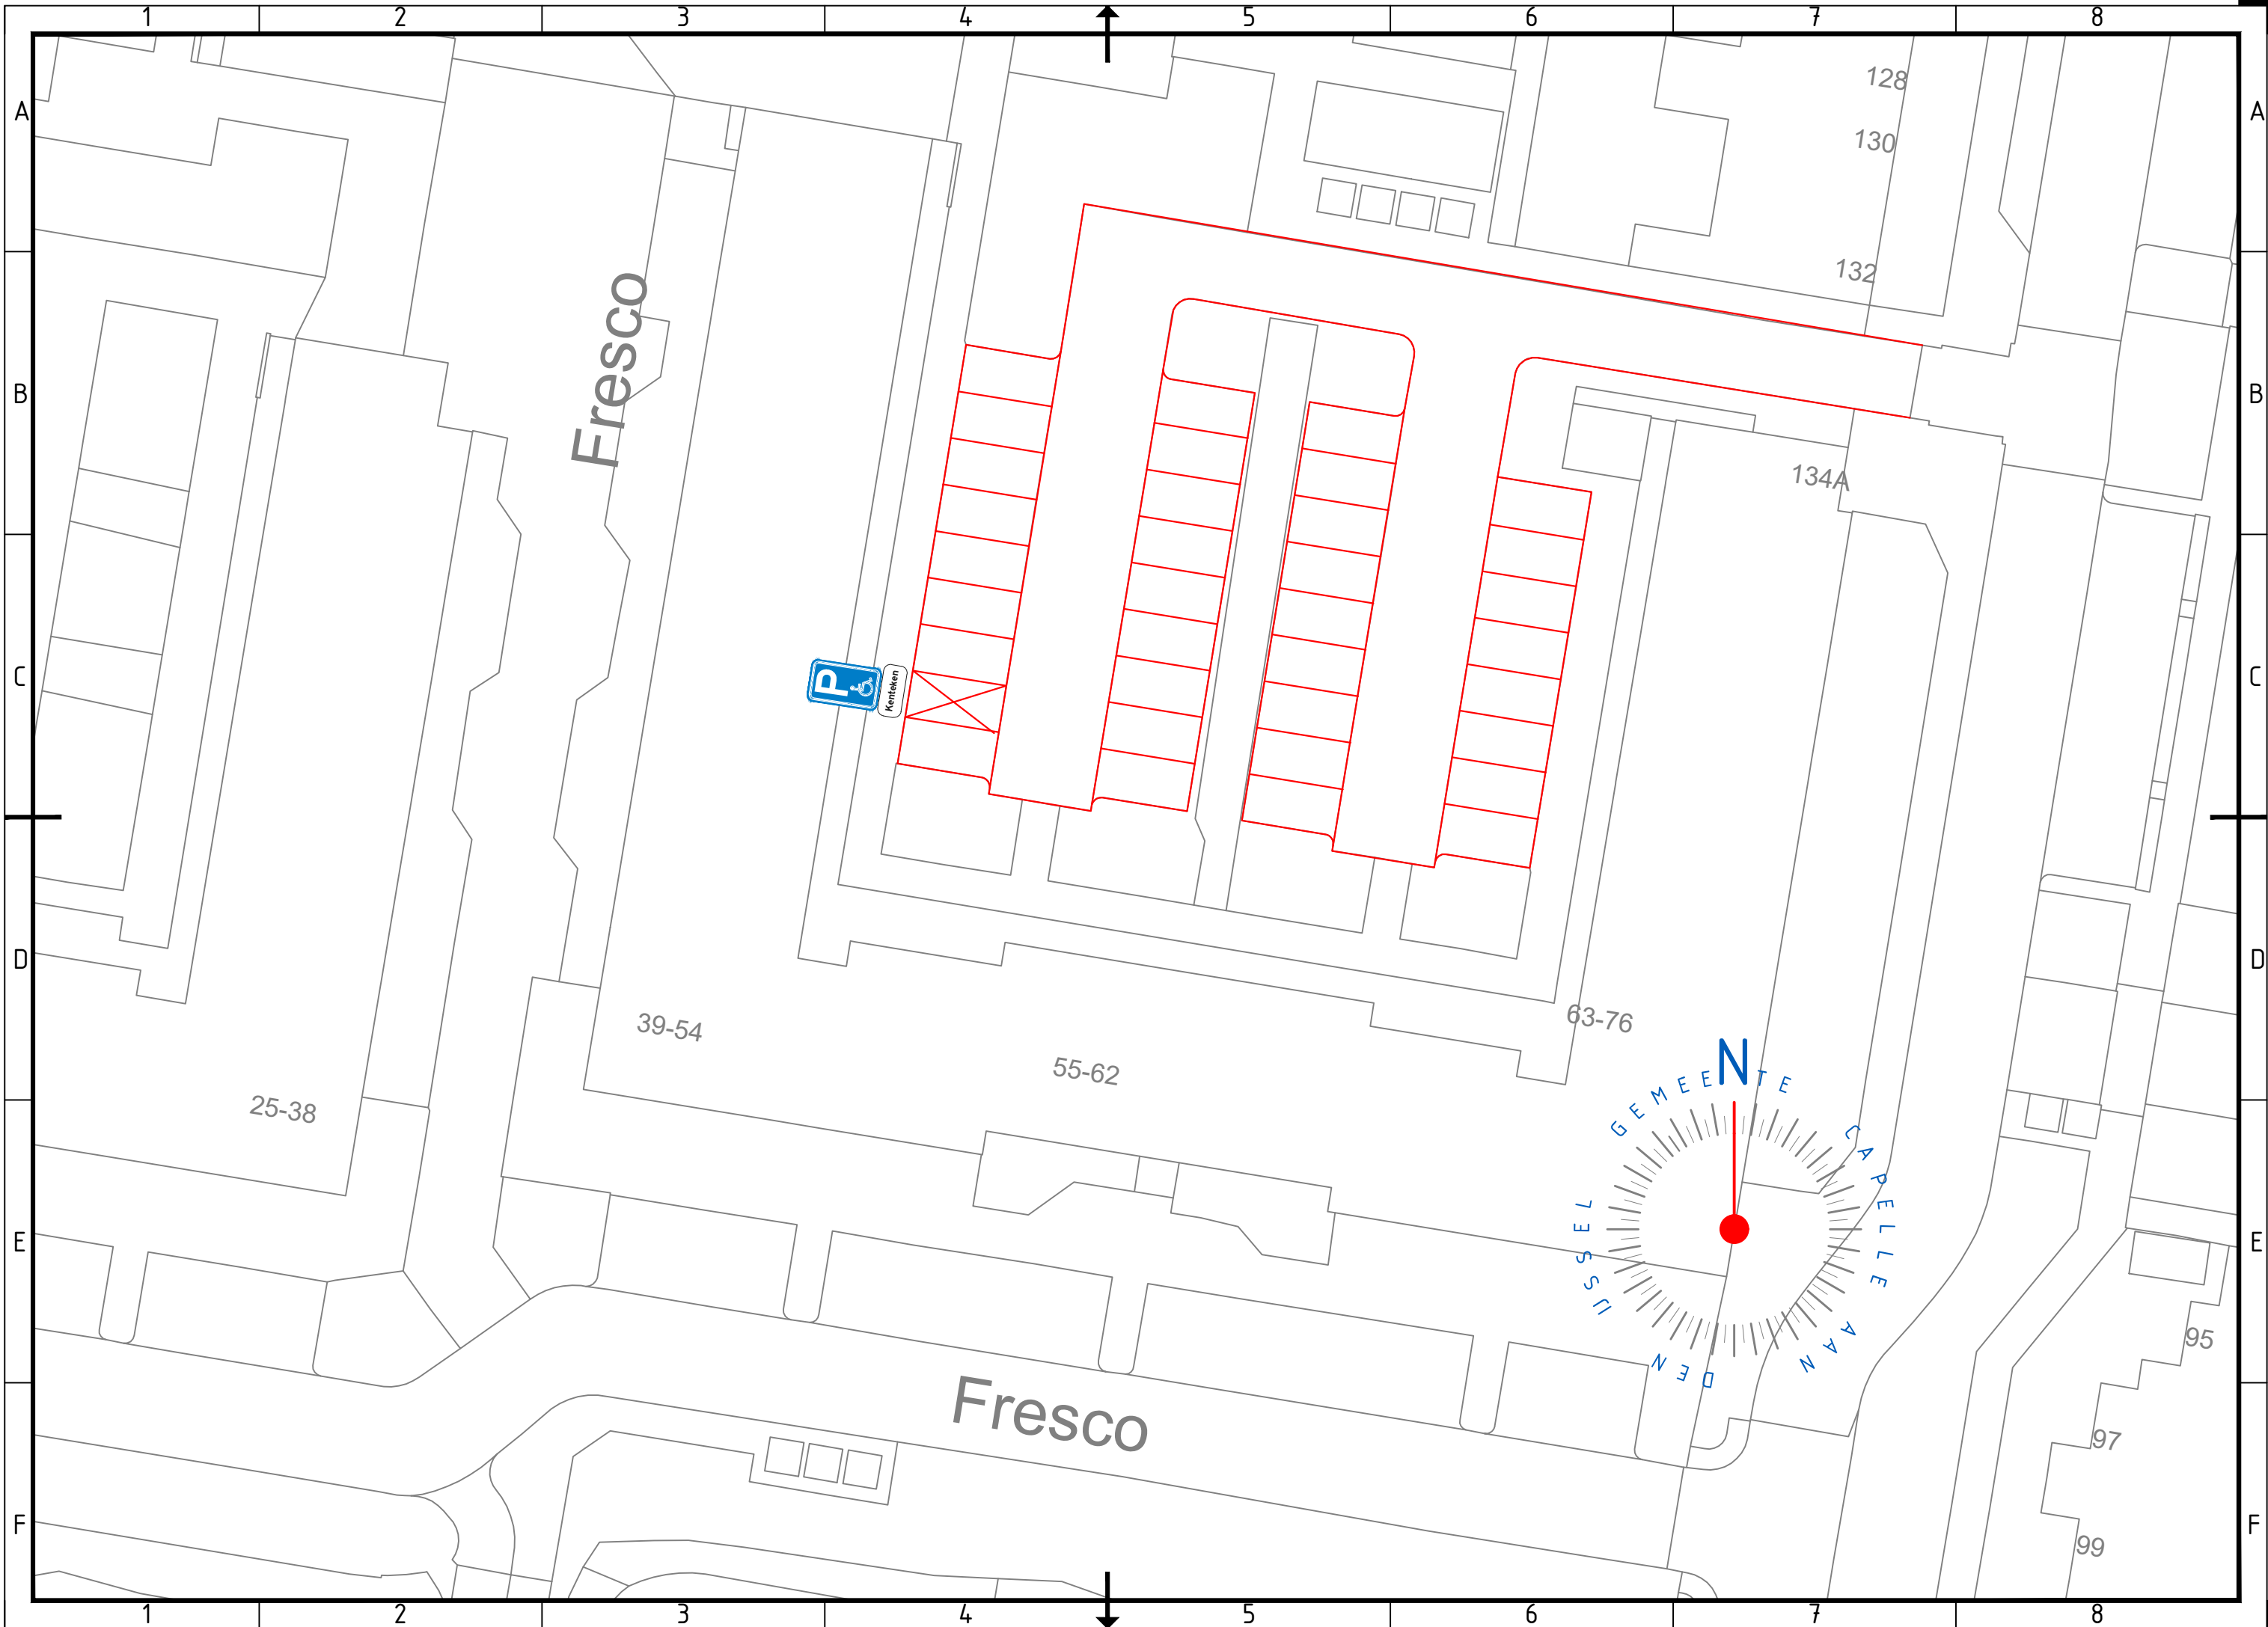 1 2 3 4 5 6 7 8
A A
128
130
132
Fresco
B B
134A
C C
P
Kenteken
D D
39-54
63-76
55-62
25-38
N
GEMEENTE CAPELLE AAN DEN IJSSEL
E E
95
Fresco
97
F F
99
1 2 3 4 5 6 7 8